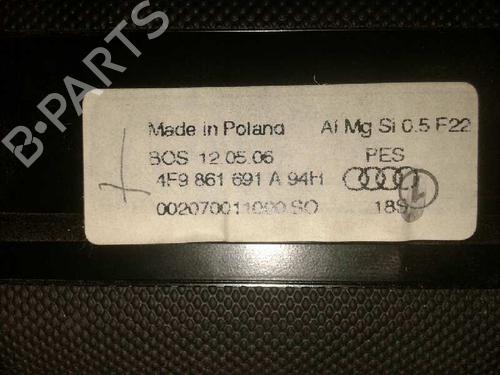 B-PARTS
Made in Poland Al Mg Si 0.5 F22
BOS 12.05.06 PES
4F9 861 691 A 94H
002070011000 SO 18S